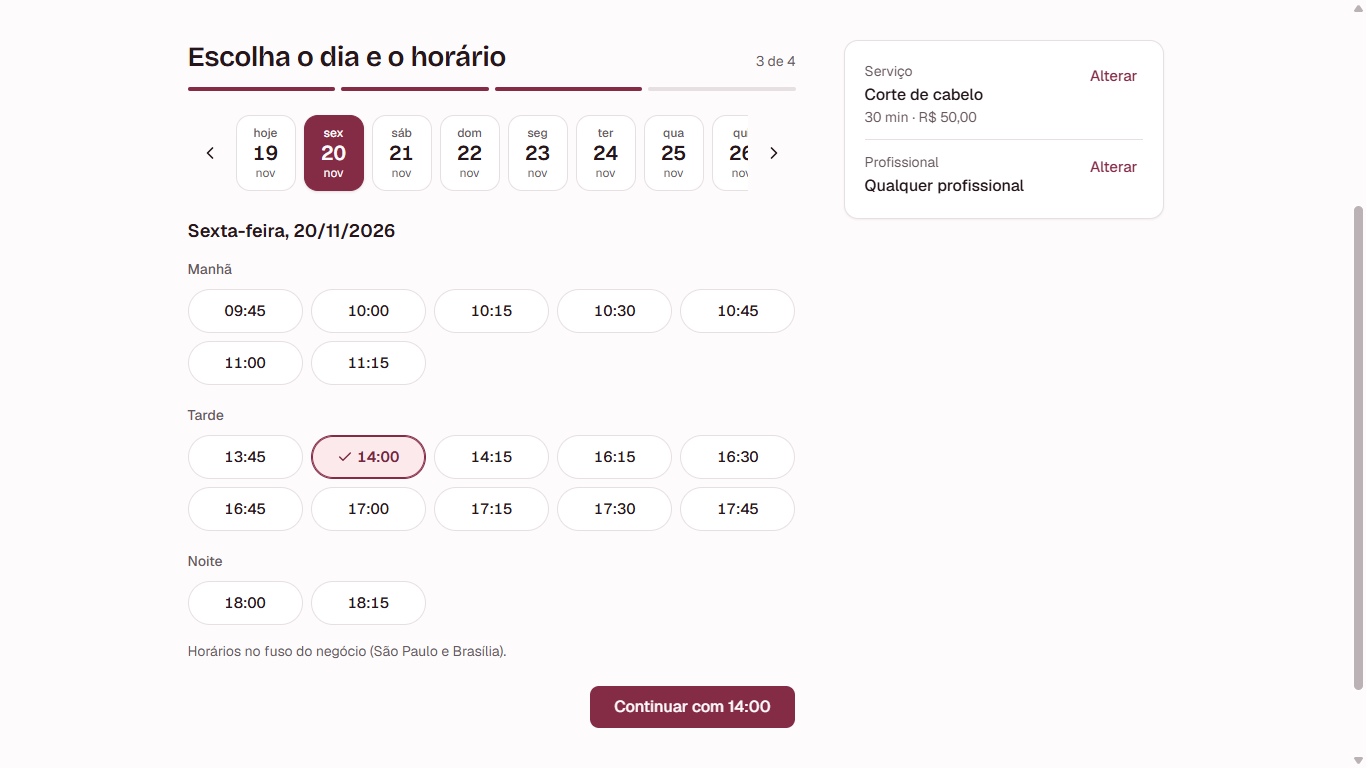 Escolha o dia e o horário
3 de 4
hoje 19 nov
sex 20 nov
sáb 21 nov
dom 22 nov
seg 23 nov
ter 24 nov
qua 25 nov
qu 26 nov
Sexta-feira, 20/11/2026
Manhã
09:45 10:00 10:15 10:30 10:45
11:00 11:15
Tarde
13:45 14:00 14:15 16:15 16:30
16:45 17:00 17:15 17:30 17:45
Noite
18:00 18:15
Horários no fuso do negócio (São Paulo e Brasília).
Continuar com 14:00
Serviço
Alterar
Corte de cabelo
30 min · R$ 50,00
Profissional
Alterar
Qualquer profissional